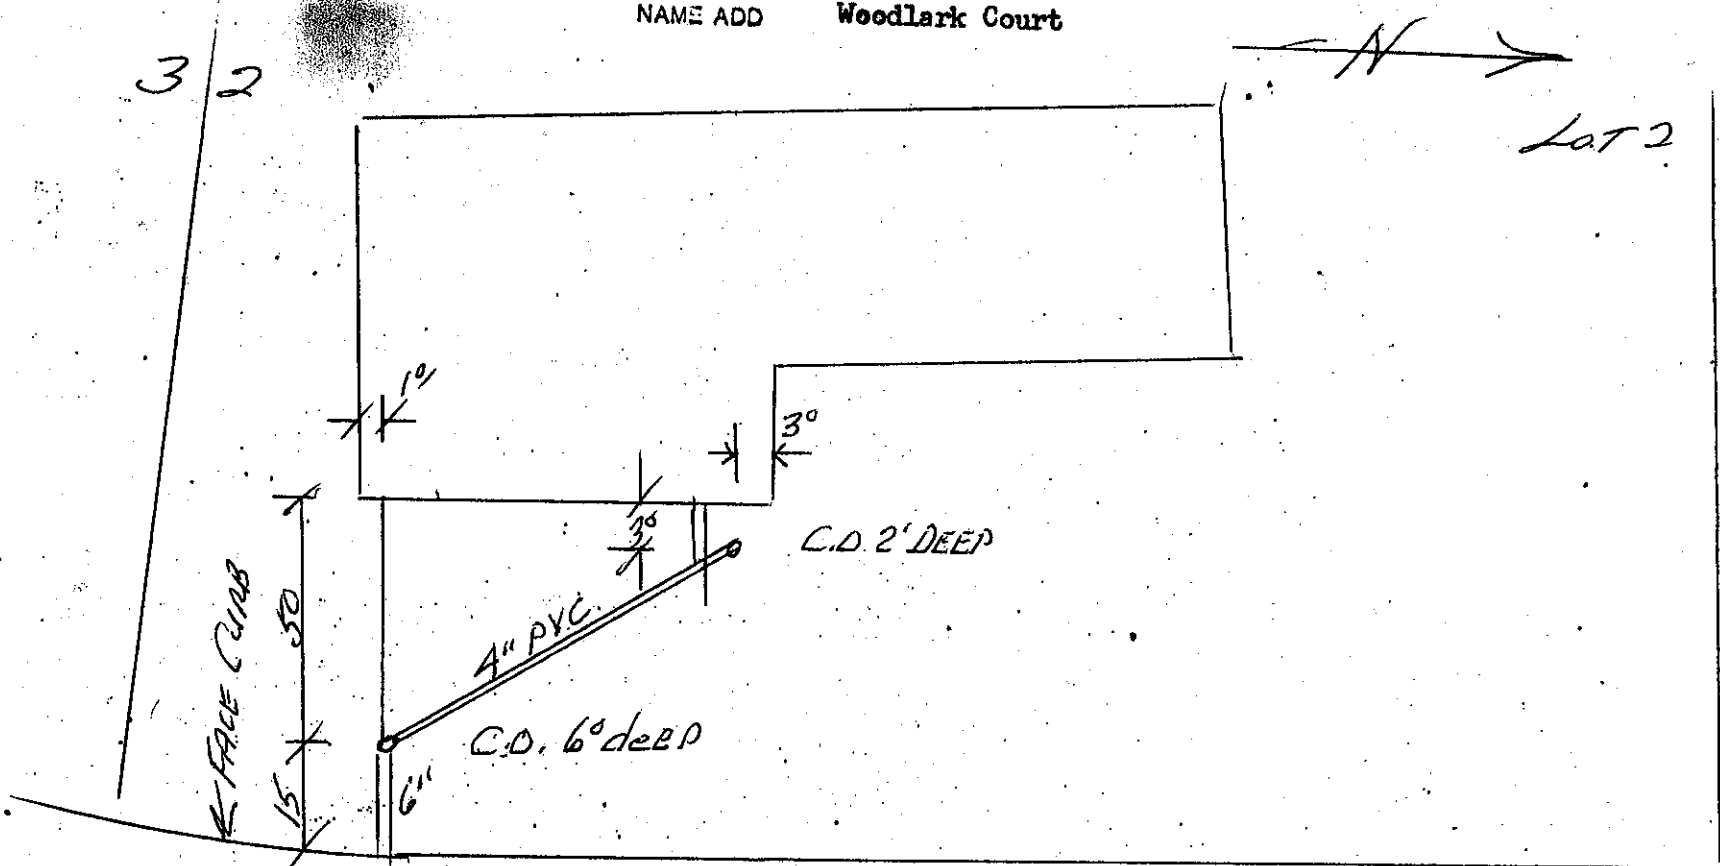 NAME ADD Woodlark Court
N
3 2
LOT 2
1⁰
3⁰
3⁰
C.O. 2' DEEP
50
FACE CURB
4" PVC
C.O. 6⁰ deep
15
6"